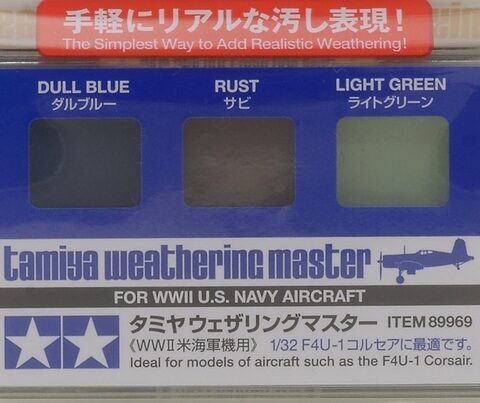 手軽にリアルな汚し表現！
The Simplest Way to Add Realistic Weathering!
DULL BLUE RUST LIGHT GREEN
ダルブルー サビ ライトグリーン
tamiya weathering master
FOR WWII U.S. NAVY AIRCRAFT
タミヤ ウェザリングマスター ITEM 89969
《WWⅡ米海軍機用》 1/32 F4U-1コルセアに最適です。
Ideal for models of aircraft such as the F4U-1 Corsair.